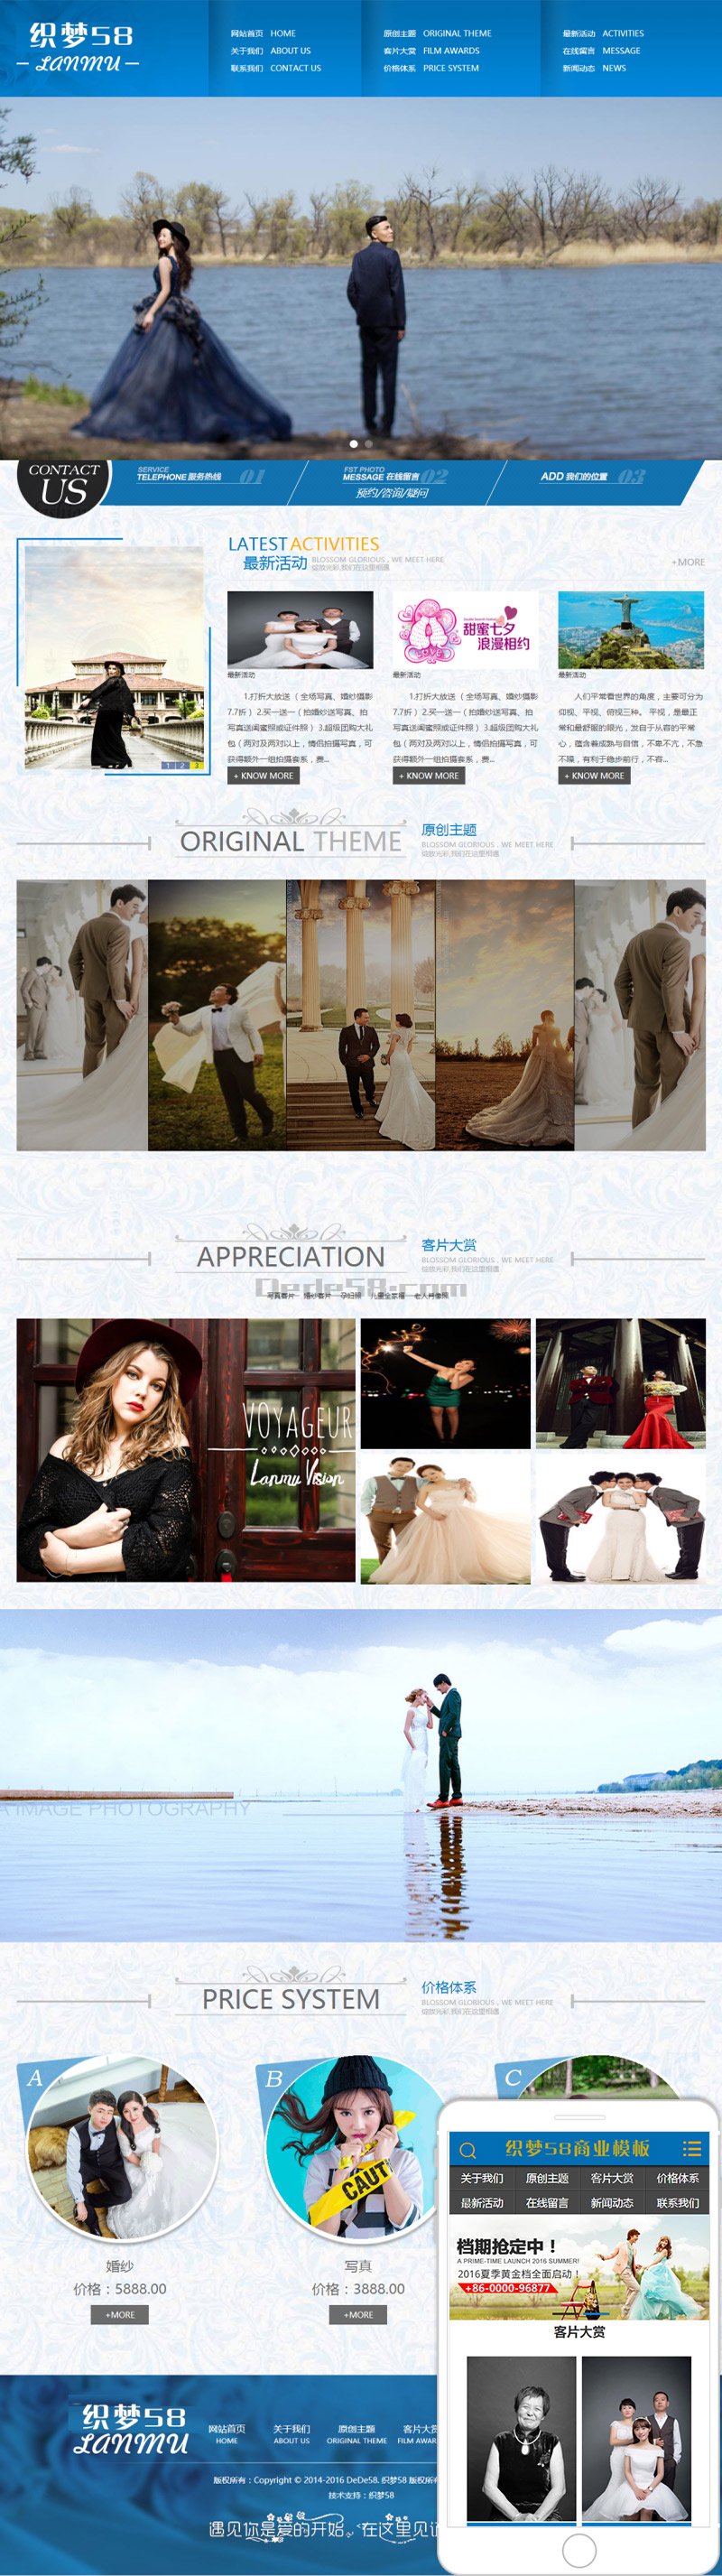 织梦58
LANMU
网站首页 HOME
关于我们 ABOUT US
联系我们 CONTACT US
原创主题 ORIGINAL THEME
客片大赏 FILM AWARDS
价格体系 PRICE SYSTEM
最新活动 ACTIVITIES
在线留言 MESSAGE
新闻动态 NEWS
CONTACT
US
SERVICE
TELEPHONE 服务热线 01
FST PHOTO
MESSAGE 在线留言 02
预约/咨询/疑问
ADD 我们的位置 03
LATEST ACTIVITIES
最新活动 BLOSSOM GLORIOUS , WE MEET HERE
绽放光彩,我们在这里相遇
+MORE
1 2 3
甜蜜七夕
浪漫相约
最新活动
1.打折大放送（ 全场写真、婚纱摄影
7.7折 ） 2.买一送一（ 拍婚纱送写真、拍
写真送闺蜜照或证件照 ） 3.超级团购大礼
包（ 两对及两对以上，情侣拍摄写真，可
获得额外一组拍摄套系，费...
+ KNOW MORE
最新活动
1.打折大放送（ 全场写真、婚纱摄影
7.7折 ） 2.买一送一（ 拍婚纱送写真、拍
写真送闺蜜照或证件照 ） 3.超级团购大礼
包（ 两对及两对以上，情侣拍摄写真，可
获得额外一组拍摄套系，费...
+ KNOW MORE
最新活动
人们平常看世界的角度，主要可分为
仰视、平视、俯视三种。 平视，是最正
常和最舒服的眼光，发自于从容的平常
心，蕴含着成熟与自信，不卑不亢，不急
不躁，有利于稳步前行，不容...
+ KNOW MORE
ORIGINAL THEME
原创主题
BLOSSOM GLORIOUS , WE MEET HERE
绽放光彩,我们在这里相遇
APPRECIATION
客片大赏
BLOSSOM GLORIOUS , WE MEET HERE
绽放光彩,我们在这里相遇
Dede58.com
写真客片 婚纱客片 孕妇照 儿童全家福 老人肖像照
VOYAGEUR
Lanmu Vision
A IMAGE PHOTOGRAPHY
PRICE SYSTEM
价格体系
BLOSSOM GLORIOUS , WE MEET HERE
绽放光彩,我们在这里相遇
A
婚纱
价格：5888.00
+MORE
B
CAUT
写真
价格：3888.00
+MORE
C
织梦58商业模板
关于我们 原创主题 客片大赏 价格体系
最新活动 在线留言 新闻动态 联系我们
档期抢定中！
A PRIME-TIME LAUNCH 2016 SUMMER!
2016夏季黄金档全面启动！
+86-0000-96877
客片大赏
织梦58
LANMU
网站首页 关于我们 原创主题 客片大赏
HOME ABOUT US ORIGINAL THEME FILM AWAR
版权所有：Copyright © 2014-2016 DeDe58. 织梦58 版权所有
技术支持：织梦58
遇见你是爱的开始，在这里见证